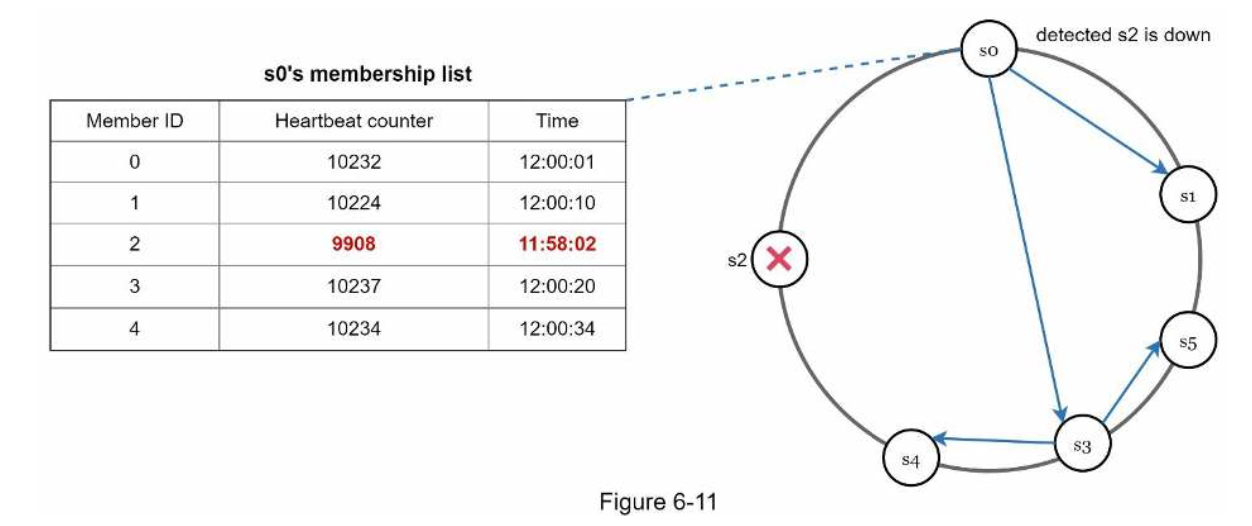 detected s2 is down
s0's membership list
Member ID Heartbeat counter Time
0 10232 12:00:01
1 10224 12:00:10
2 9908 11:58:02
3 10237 12:00:20
4 10234 12:00:34
s0
s1
s2
s5
s3
s4
Figure 6-11